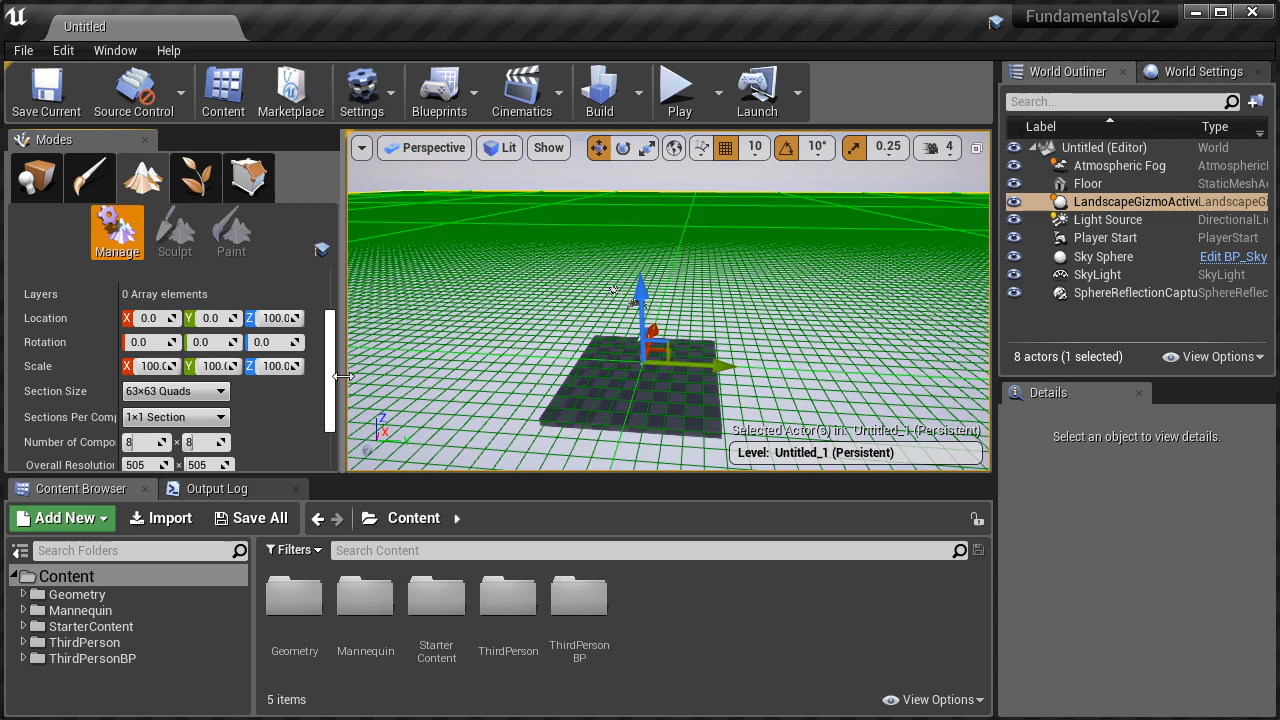 Untitled
FundamentalsVol2
File Edit Window Help
Save Current Source Control Content Marketplace Settings Blueprints Cinematics Build Play Launch
World Outliner World Settings
Search...
Label Type
Untitled (Editor) World
Atmospheric Fog Atmospheric
Floor StaticMeshAc
LandscapeGizmoActive LandscapeGi
Light Source DirectionalLi
Player Start PlayerStart
Sky Sphere Edit BP_Sky
SkyLight SkyLight
SphereReflectionCaptu SphereReflec
8 actors (1 selected) View Options
Details
Select an object to view details.
Modes
Manage Sculpt Paint
Layers 0 Array elements
Location X 0.0 Y 0.0 Z 100.0
Rotation 0.0 0.0 0.0
Scale X 100.0 Y 100.0 Z 100.0
Section Size 63×63 Quads
Sections Per Comp 1×1 Section
Number of Compo 8 × 8
Overall Resolutio 505 × 505
Perspective Lit Show 10 10° 0.25 4
Z
X
Y
Selected Actor(s) in: Untitled_1 (Persistent)
Level: Untitled_1 (Persistent)
Content Browser Output Log
Add New Import Save All Content
Search Folders
Filters Search Content
Content
Geometry
Mannequin
StarterContent
ThirdPerson
ThirdPersonBP
Geometry Mannequin Starter Content ThirdPerson ThirdPerson BP
5 items View Options